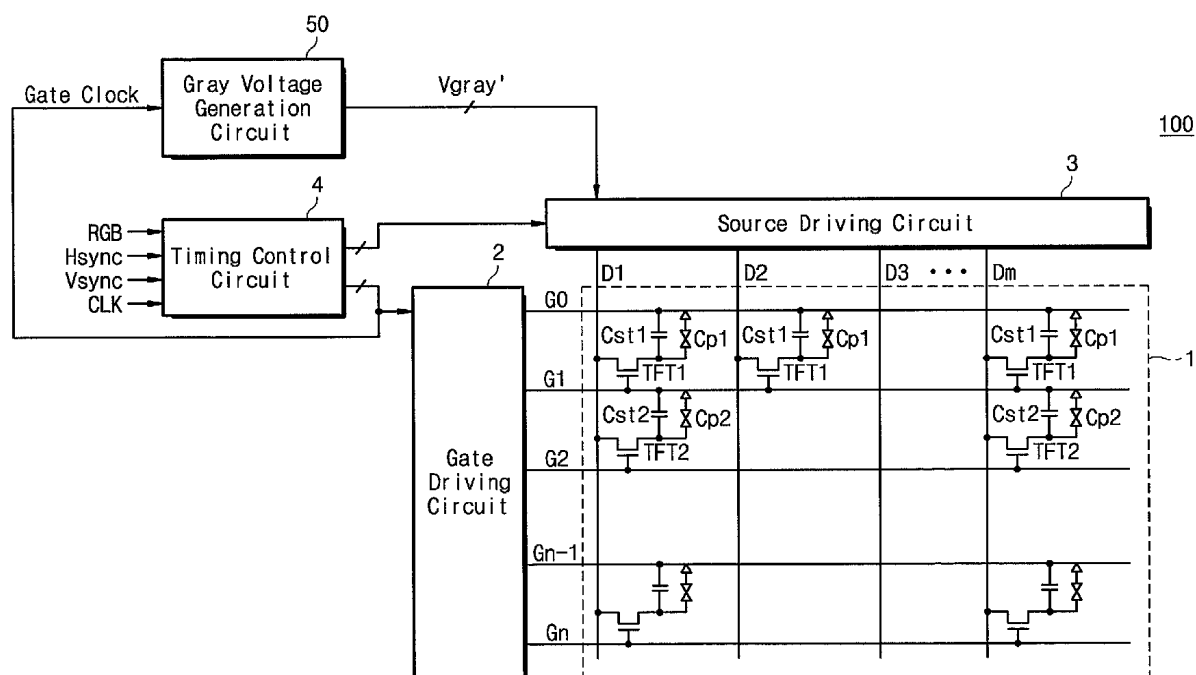 50
Gray Voltage
Generation
Circuit
Gate Clock
Vgray'
100
4
3
RGB
Hsync
Vsync
CLK
Timing Control
Circuit
Source Driving Circuit
2
D1
D2
D3
• • •
Dm
G0
Cst1
Cp1
Cst1
Cp1
Cst1
Cp1
TFT1
TFT1
TFT1
1
G1
Cst2
Cp2
Cst2
Cp2
TFT2
TFT2
G2
Gate
Driving
Circuit
Gn-1
Gn